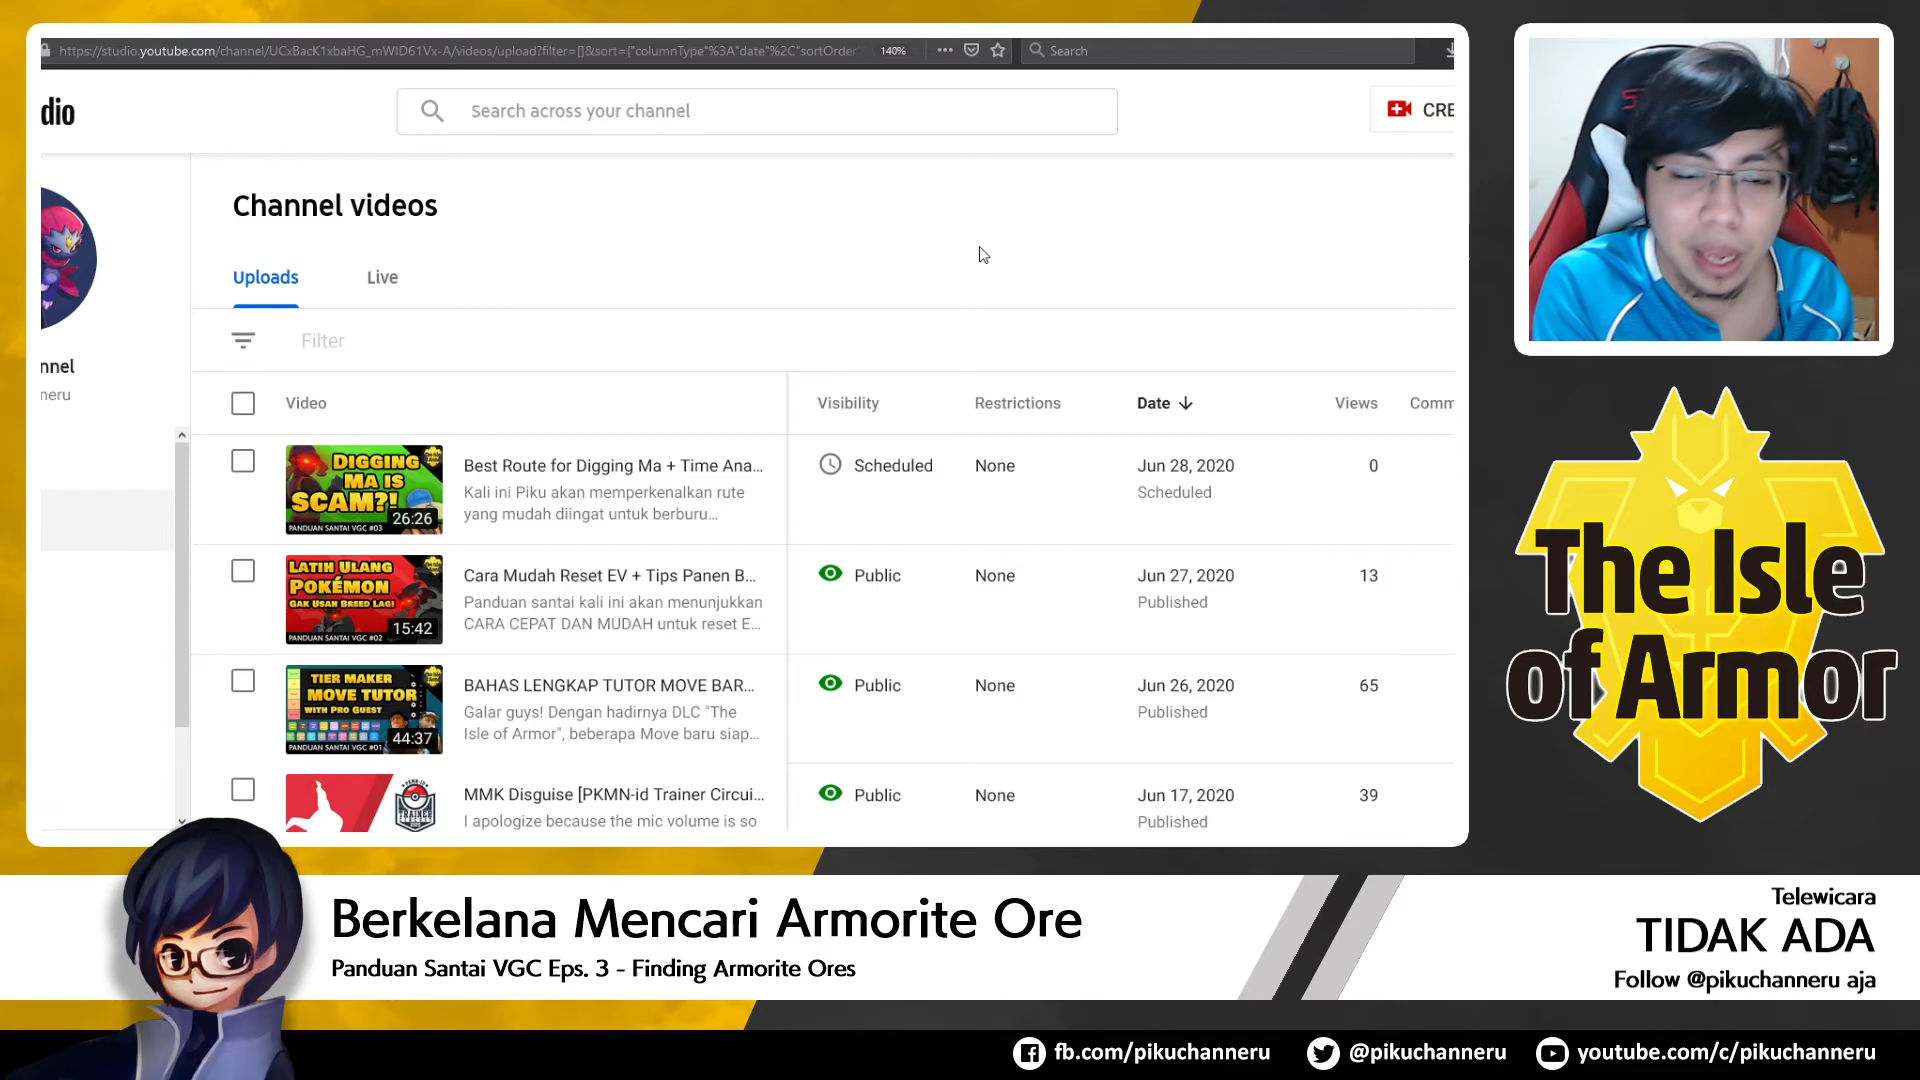 https://studio.youtube.com/channel/UCxBacK1xbaHG_mWID61Vx-A/videos/upload?filter=[]&sort={"columnType"%3A"date"%2C"sortOrder"
140%
Search
dio
Search across your channel
CRE
Channel videos
Uploads
Live
nnel
neru
Filter
Video
Visibility
Restrictions
Date
Views
Comm
DIGGING
MA IS
SCAM?!
26:26
PANDUAN SANTAI VGC #03
Best Route for Digging Ma + Time Ana...
Kali ini Piku akan memperkenalkan rute
yang mudah diingat untuk berburu...
Scheduled
None
Jun 28, 2020
Scheduled
0
LATIH ULANG
POKÉMON
GAK USAH BREED LAGI!
15:42
PANDUAN SANTAI VGC #02
Cara Mudah Reset EV + Tips Panen B...
Panduan santai kali ini akan menunjukkan
CARA CEPAT DAN MUDAH untuk reset E...
Public
None
Jun 27, 2020
Published
13
TIER MAKER
MOVE TUTOR
WITH PRO GUEST
44:37
PANDUAN SANTAI VGC #01
BAHAS LENGKAP TUTOR MOVE BAR...
Galar guys! Dengan hadirnya DLC "The
Isle of Armor", beberapa Move baru siap...
Public
None
Jun 26, 2020
Published
65
TRAINER
MMK Disguise [PKMN-id Trainer Circui...
I apologize because the mic volume is so
Public
None
Jun 17, 2020
Published
39
The Isle
of Armor
Berkelana Mencari Armorite Ore
Panduan Santai VGC Eps. 3 - Finding Armorite Ores
Telewicara
TIDAK ADA
Follow @pikuchanneru aja
fb.com/pikuchanneru
@pikuchanneru
youtube.com/c/pikuchanneru